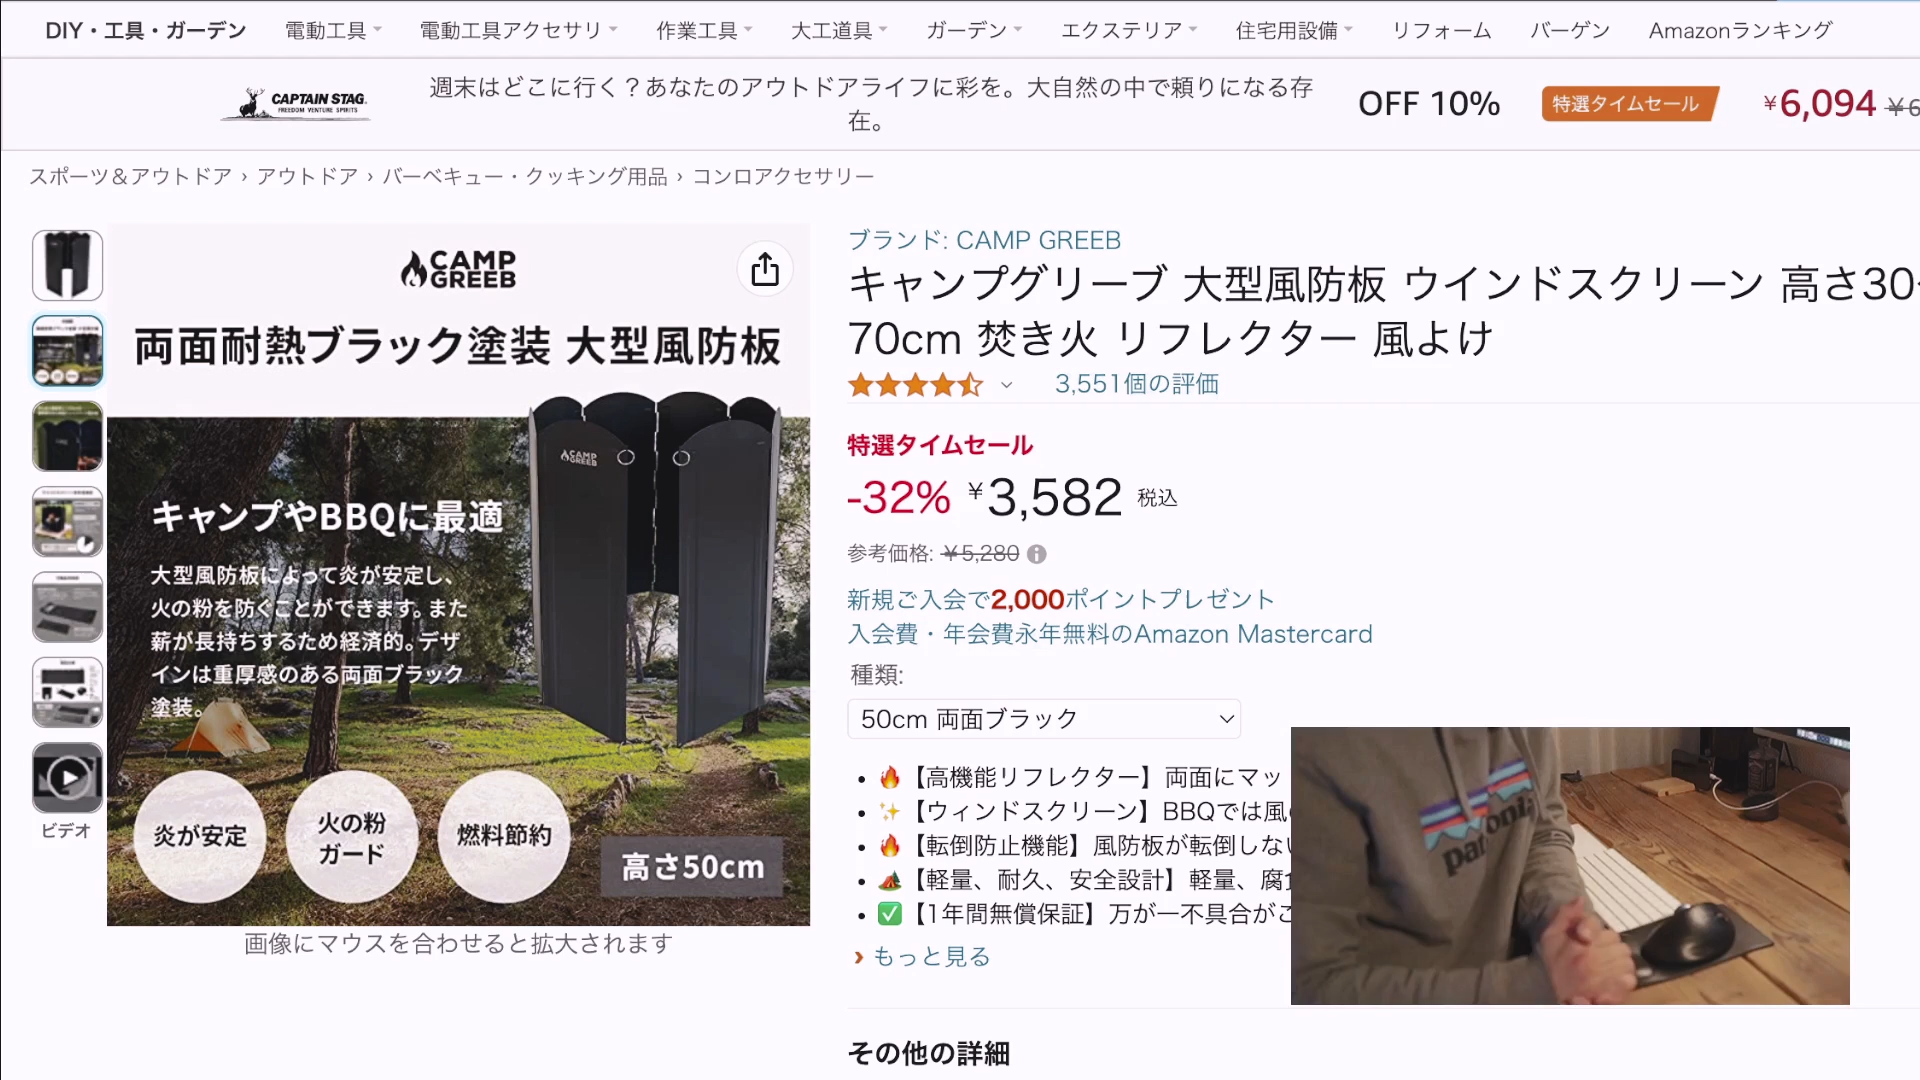 DIY・工具・ガーデン 電動工具 電動工具アクセサリ 作業工具 大工道具 ガーデン エクステリア 住宅用設備 リフォーム バーゲン Amazonランキング
CAPTAIN STAG.
FREEDOM VENTURE SPIRITS
週末はどこに行く？あなたのアウトドアライフに彩を。大自然の中で頼りになる存
在。
OFF 10%
特選タイムセール
¥6,094 ¥6
スポーツ＆アウトドア › アウトドア › バーベキュー・クッキング用品 › コンロアクセサリー
CAMP
GREEB
両面耐熱ブラック塗装 大型風防板
CAMP
GREEB
キャンプやBBQに最適
大型風防板によって炎が安定し、
火の粉を防ぐことができます。また
薪が長持ちするため経済的。デザ
インは重厚感のある両面ブラック
塗装。
炎が安定
火の粉
ガード
燃料節約
高さ50cm
ビデオ
画像にマウスを合わせると拡大されます
ブランド: CAMP GREEB
キャンプグリーブ 大型風防板 ウインドスクリーン 高さ30
70cm 焚き火 リフレクター 風よけ
3,551個の評価
特選タイムセール
-32% ¥3,582 税込
参考価格: ¥5,280
新規ご入会で2,000ポイントプレゼント
入会費・年会費永年無料のAmazon Mastercard
種類:
50cm 両面ブラック
• 🔥【高機能リフレクター】両面にマッ
• ✨【ウィンドスクリーン】BBQでは風
• 🔥【転倒防止機能】風防板が転倒しな
• 🏕️【軽量、耐久、安全設計】軽量、腐
• ✅【1年間無償保証】万が一不具合が
› もっと見る
patagonia
その他の詳細